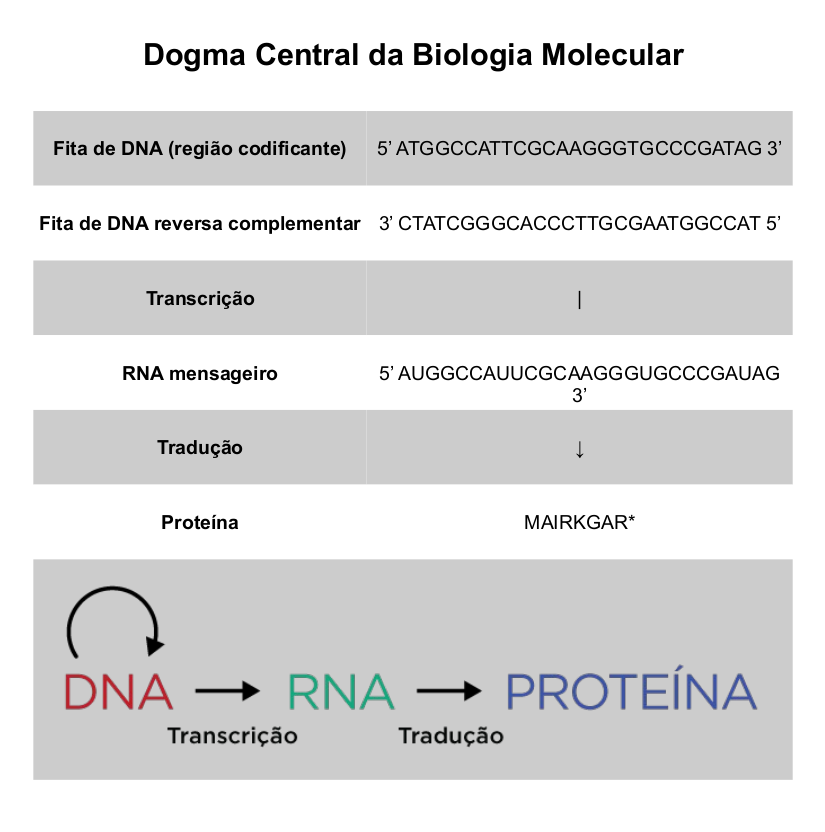 Dogma Central da Biologia Molecular
Fita de DNA (região codificante) 5’ ATGGCCATTCGCAAGGGTGCCCGATAG 3’
Fita de DNA reversa complementar 3’ CTATCGGGCACCCTTGCGAATGGCCAT 5’
Transcrição |
RNA mensageiro 5’ AUGGCCAUUCGCAAGGGUGCCCGAUAG
3’
Tradução ↓
Proteína MAIRKGAR*
DNA → RNA → PROTEÍNA
Transcrição Tradução